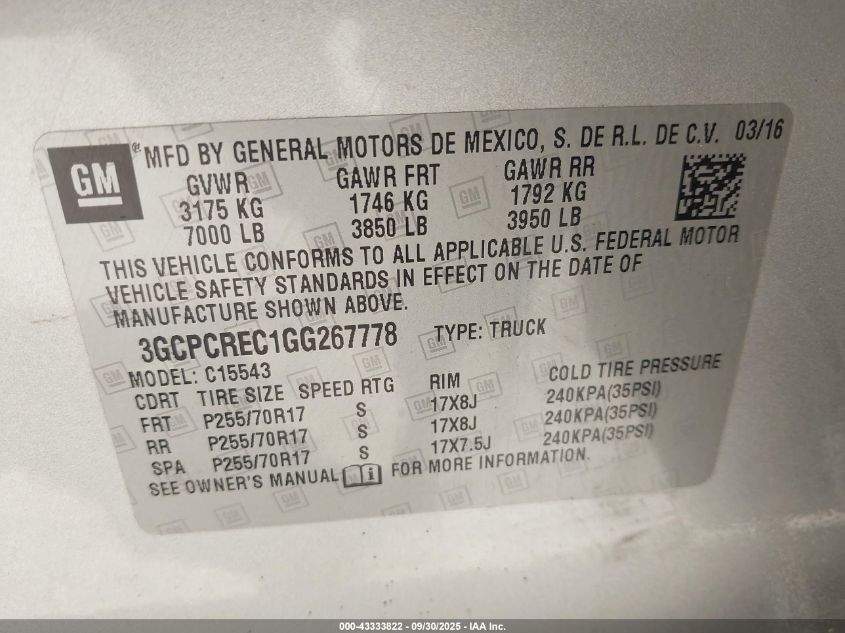 GM
® MFD BY GENERAL MOTORS DE MEXICO, S. DE R.L. DE C.V. 03/16
GVWR GAWR FRT GAWR RR
3175 KG 1746 KG 1792 KG
7000 LB 3850 LB 3950 LB
THIS VEHICLE CONFORMS TO ALL APPLICABLE U.S. FEDERAL MOTOR
VEHICLE SAFETY STANDARDS IN EFFECT ON THE DATE OF
MANUFACTURE SHOWN ABOVE.
3GCPCREC1GG267778 TYPE: TRUCK
MODEL: C15543
CDRT TIRE SIZE SPEED RTG RIM COLD TIRE PRESSURE
FRT P255/70R17 S 17X8J 240KPA(35PSI)
RR P255/70R17 S 17X8J 240KPA(35PSI)
SPA P255/70R17 S 17X7.5J 240KPA(35PSI)
SEE OWNER'S MANUAL i FOR MORE INFORMATION.
000-43333822 - 09/30/2025 - IAA Inc.